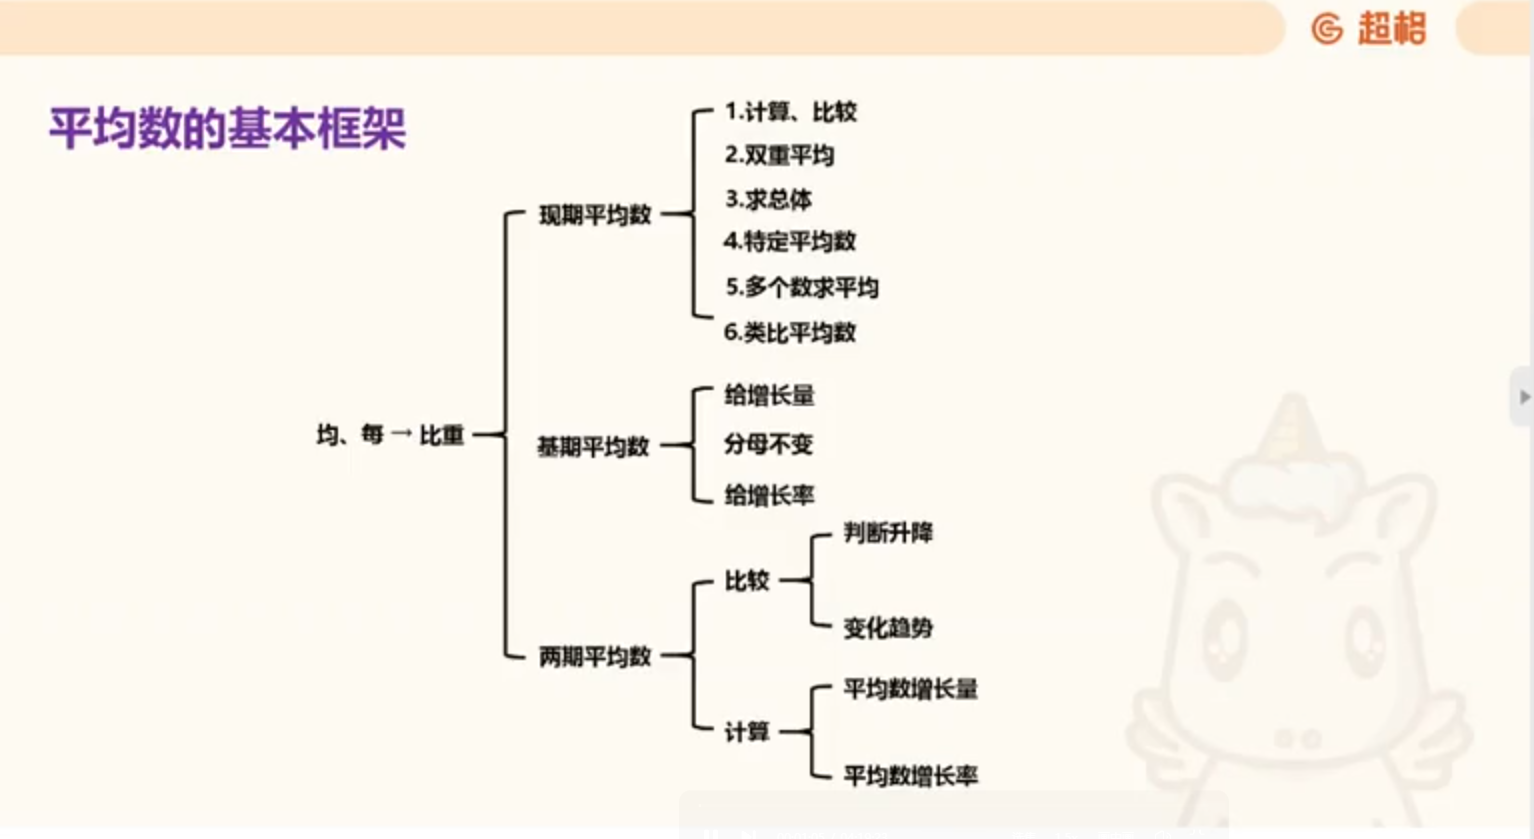 超格
平均数的基本框架
均、每→比重
现期平均数
1.计算、比较
2.双重平均
3.求总体
4.特定平均数
5.多个数求平均
6.类比平均数
基期平均数
给增长量
分母不变
给增长率
两期平均数
比较
判断升降
变化趋势
计算
平均数增长量
平均数增长率